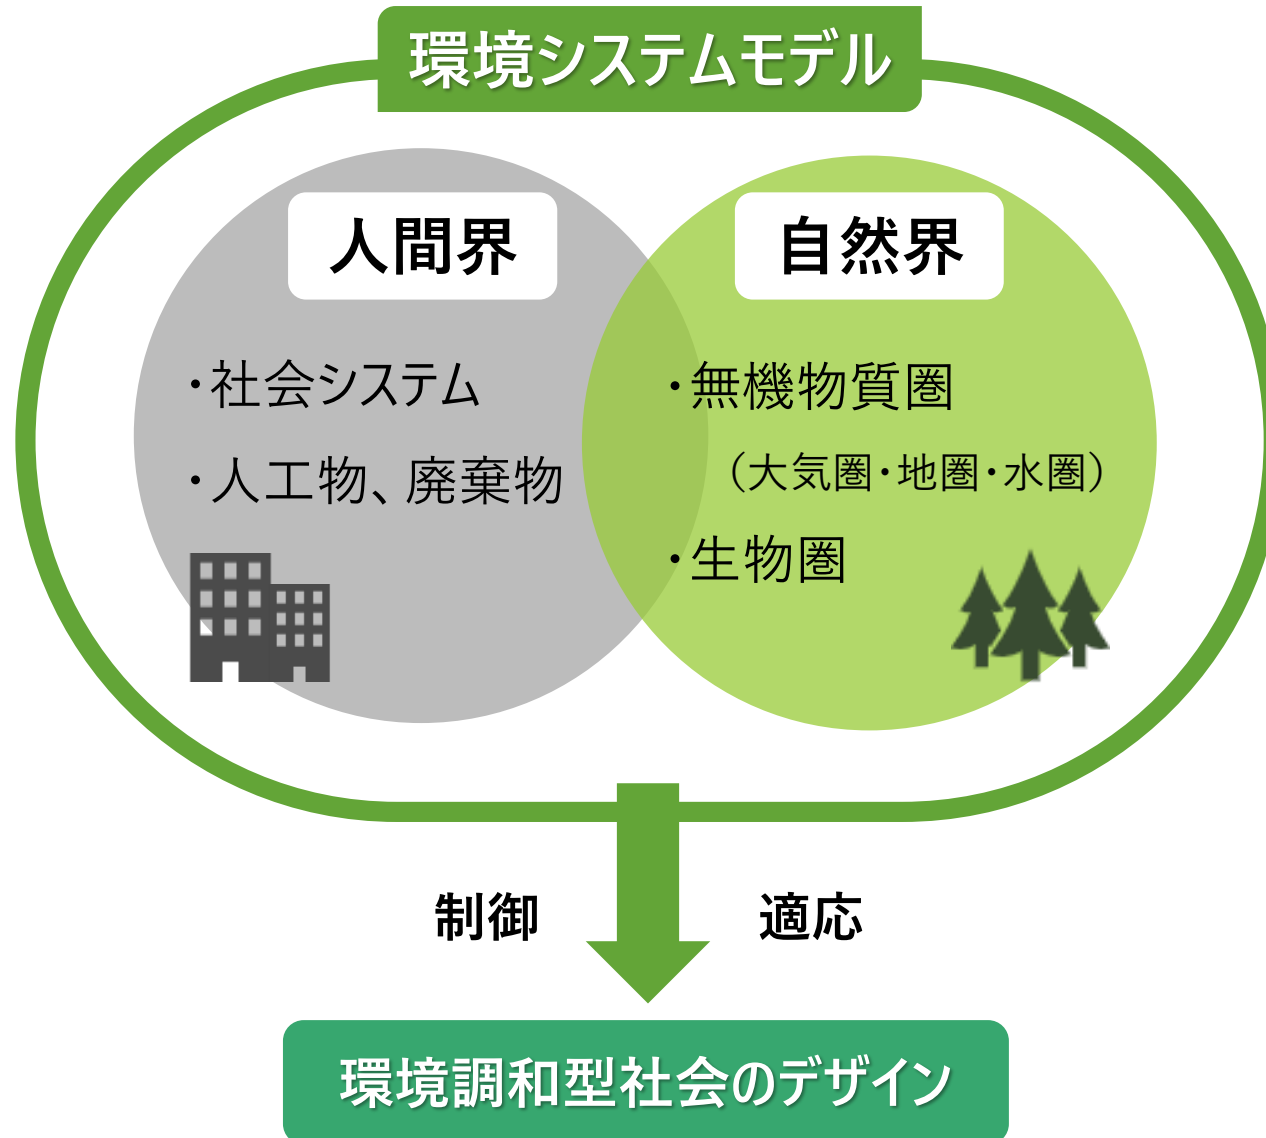 環境システムモデル
人間界
・社会システム
・人工物、廃棄物
自然界
・無機物質圏
（大気圏・地圏・水圏）
・生物圏
制御
適応
環境調和型社会のデザイン